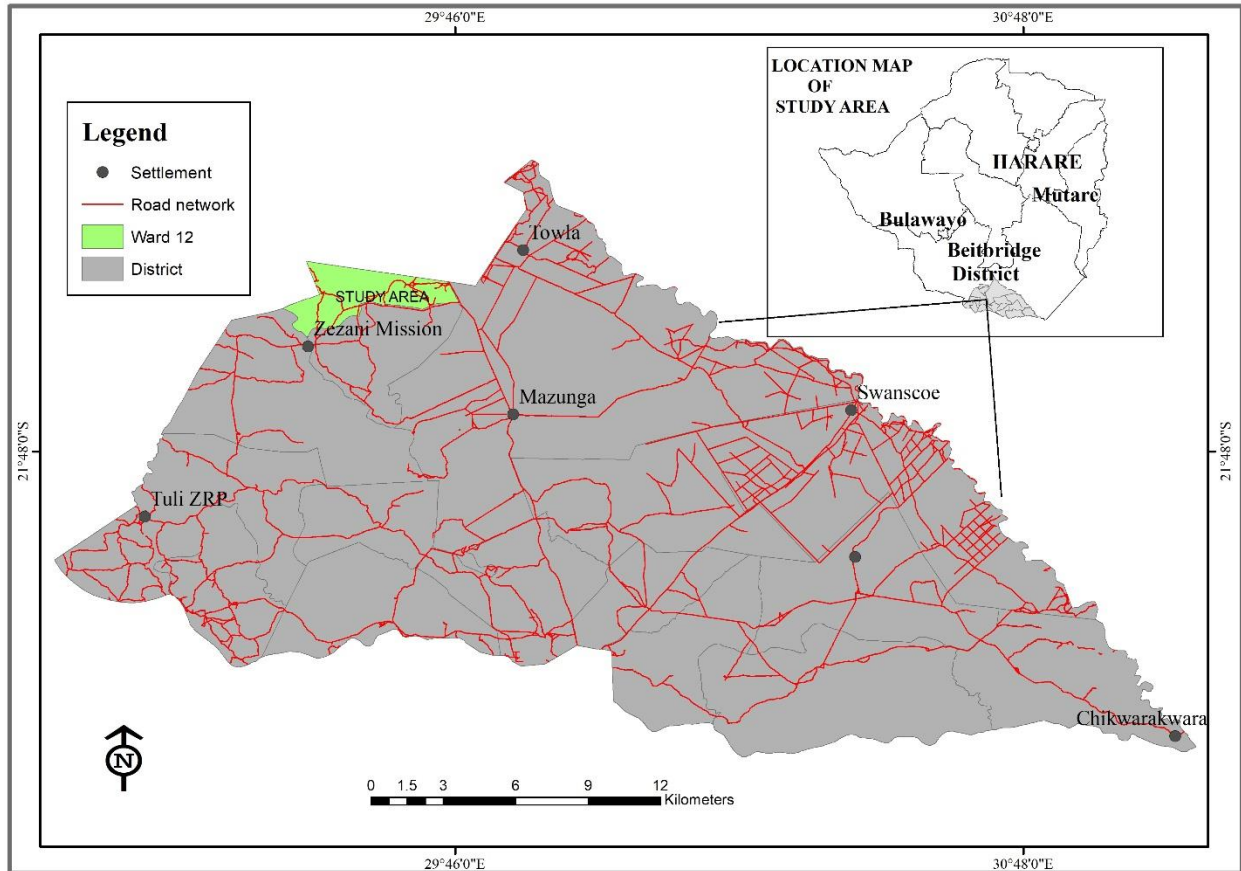 29°46'0"E
30°48'0"E
LOCATION MAP
OF
STUDY AREA
HARARE
Mutare
Bulawayo
Beitbridge
District
Legend
Settlement
Road network
Ward 12
District
Towla
STUDY AREA
Zezani Mission
Mazunga
Swanscoe
21°48'0"S
21°48'0"S
Tuli ZRP
Chikwarakwara
N
0 1.5 3 6 9 12
Kilometers
29°46'0"E
30°48'0"E